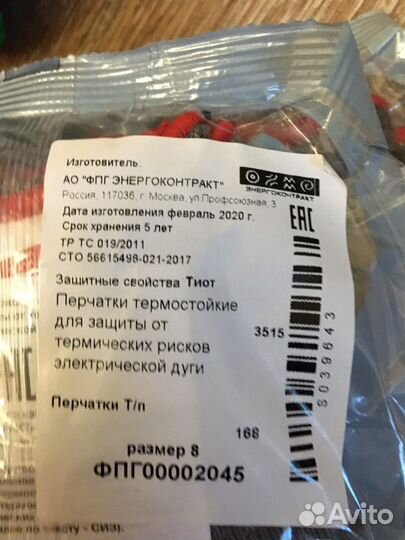 Изготовитель:
АО "ФПГ ЭНЕРГОКОНТРАКТ"
ЭНЕРГОКОНТРАКТ
Россия, 117036, г. Москва, ул.Профсоюзная, 3
Дата изготовления февраль 2020 г.
Срок хранения 5 лет
ТР ТС 019/2011
СТО 56615498-021-2017
EAC
Защитные свойства Тиот
Перчатки термостойкие
для защиты от
термических рисков
электрической дуги
3515
5039643
Перчатки Т/п
168
размер 8
ФПГ00002045
Avito